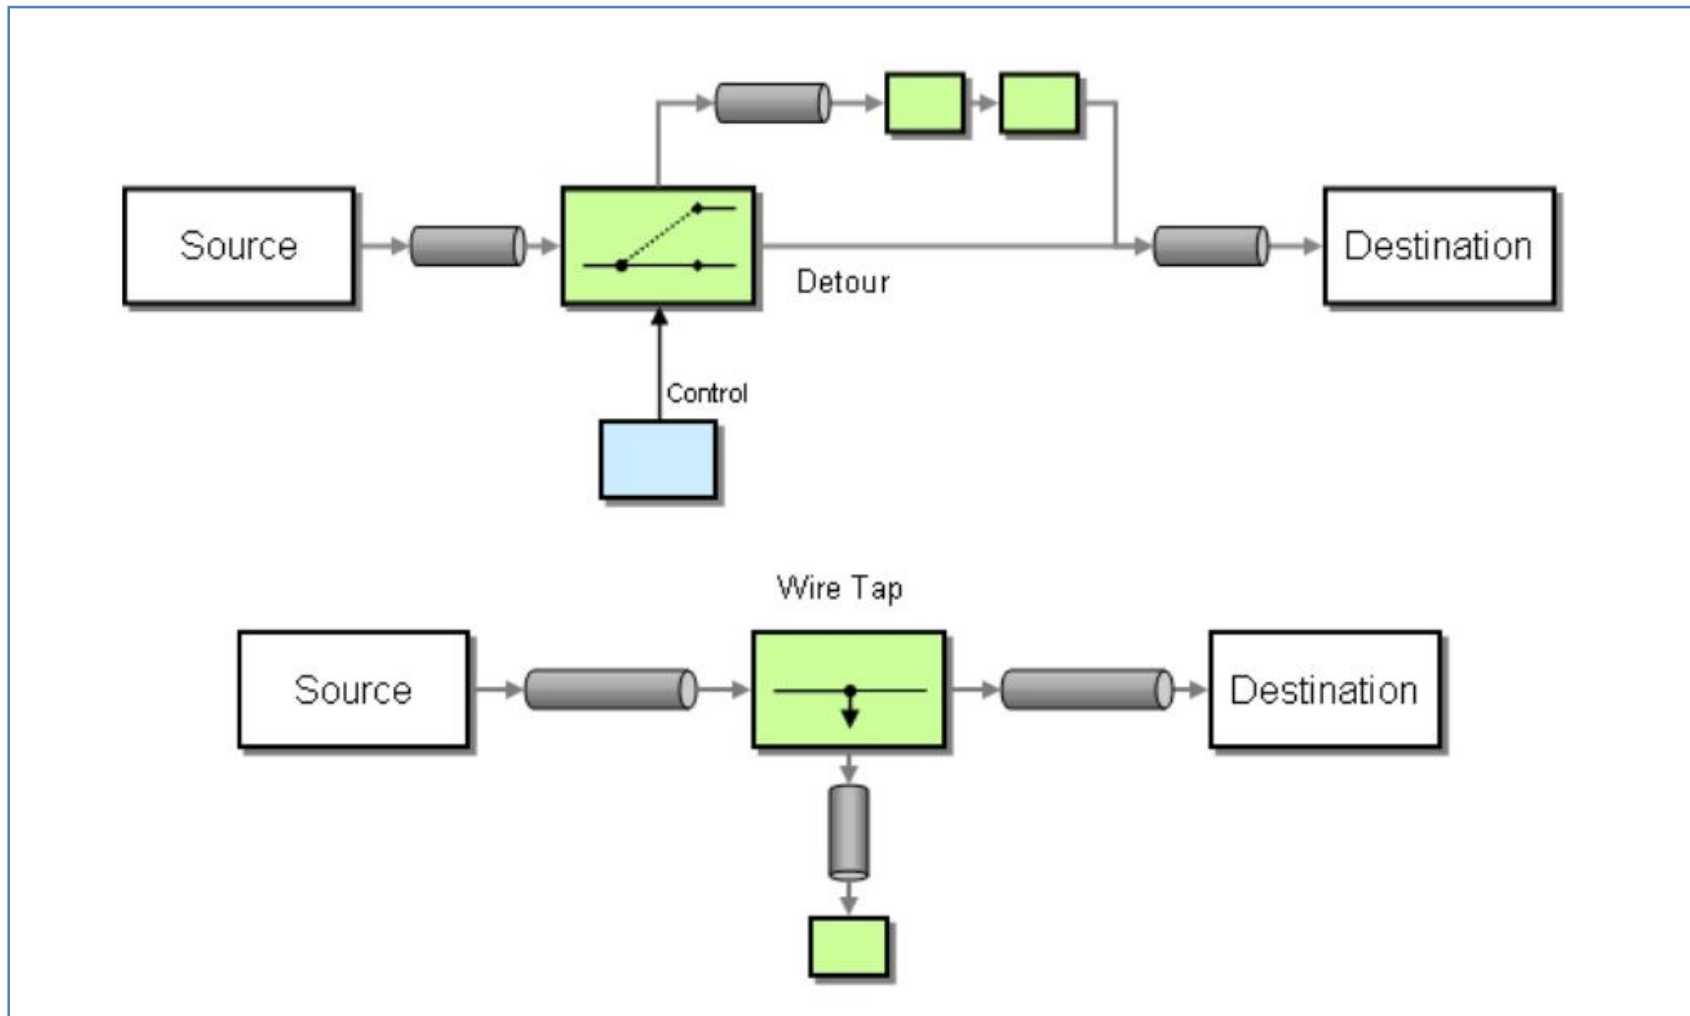 Source
Detour
Destination
Control
Wire Tap
Source
Destination